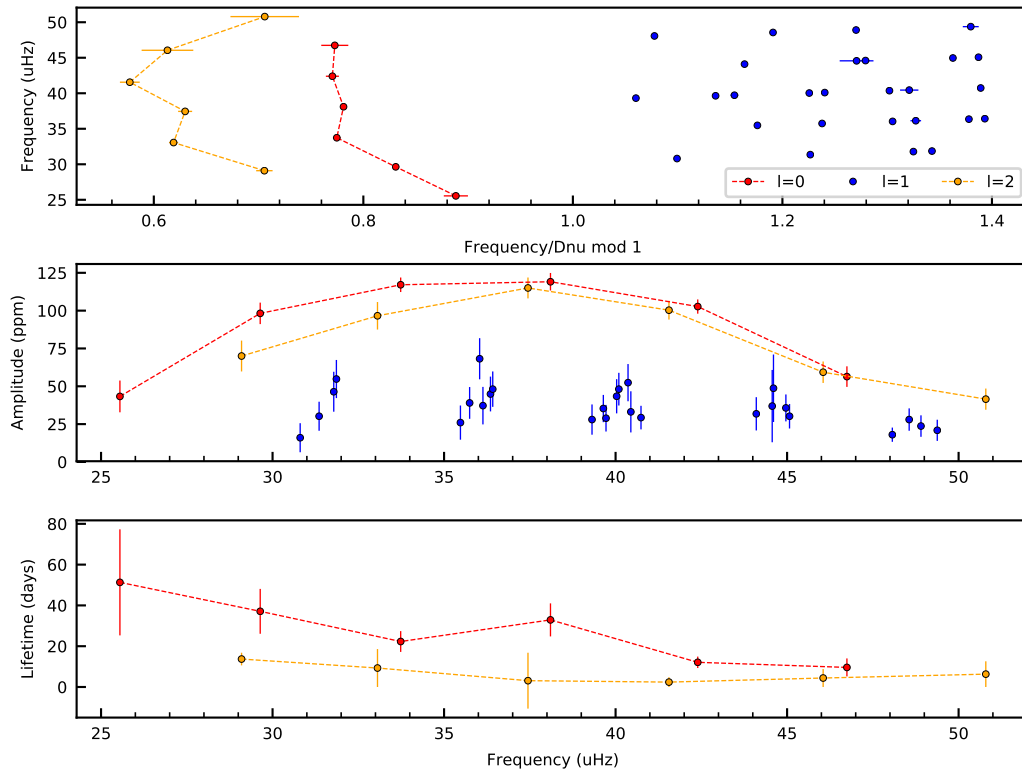 50
45
40
35
30
25
Frequency (uHz)
l=0 l=1 l=2
0.6 0.8 1.0 1.2 1.4
Frequency/Dnu mod 1
125
100
75
50
25
0
Amplitude (ppm)
25 30 35 40 45 50
80
60
40
20
0
Lifetime (days)
25 30 35 40 45 50
Frequency (uHz)